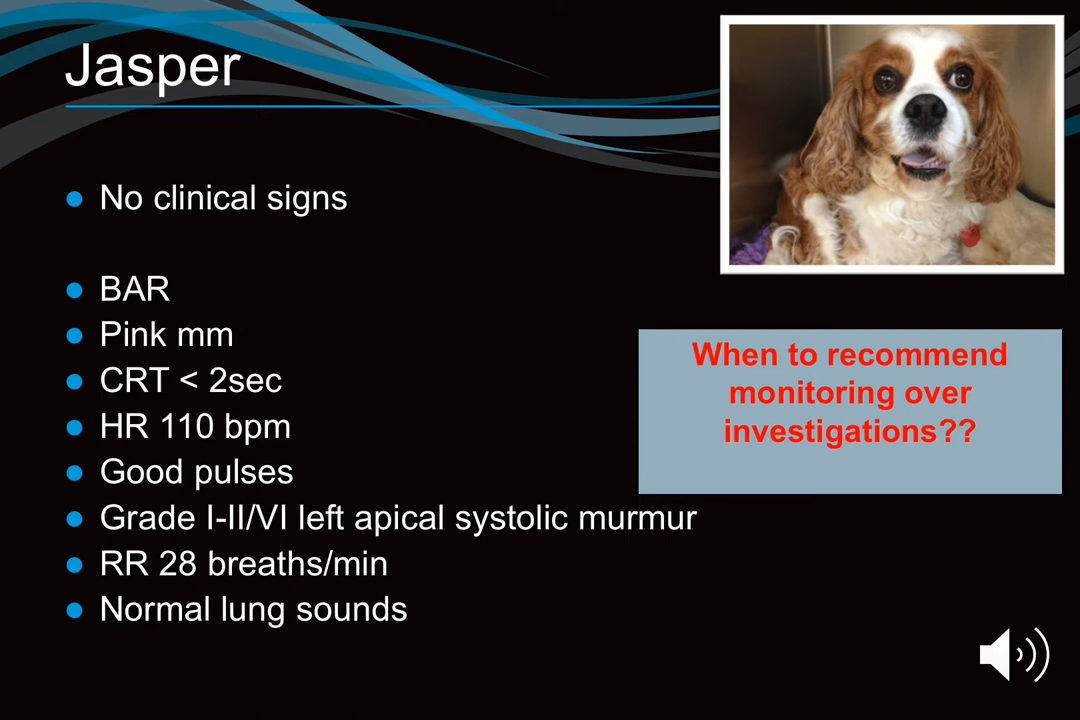 Jasper
No clinical signs
BAR
Pink mm
CRT < 2sec
HR 110 bpm
Good pulses
Grade I-II/VI left apical systolic murmur
RR 28 breaths/min
Normal lung sounds
When to recommend
monitoring over
investigations??